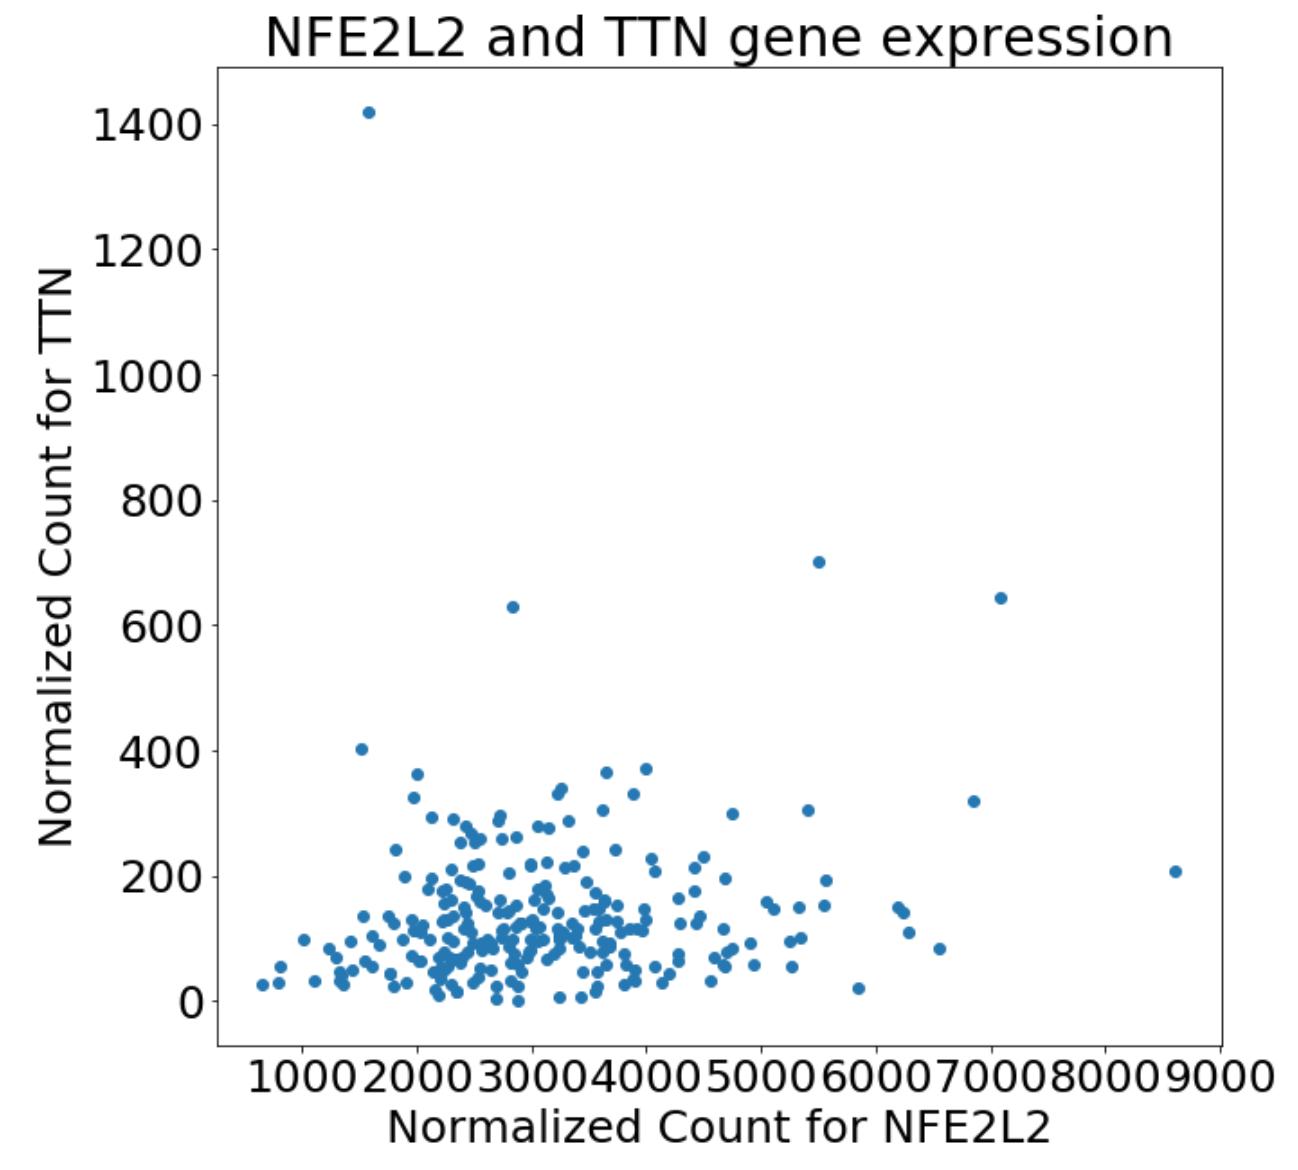 NFE2L2 and TTN gene expression
1400
1200
1000
800
600
400
200
0
Normalized Count for TTN
1000 2000 3000 4000 5000 6000 7000 8000 9000
Normalized Count for NFE2L2